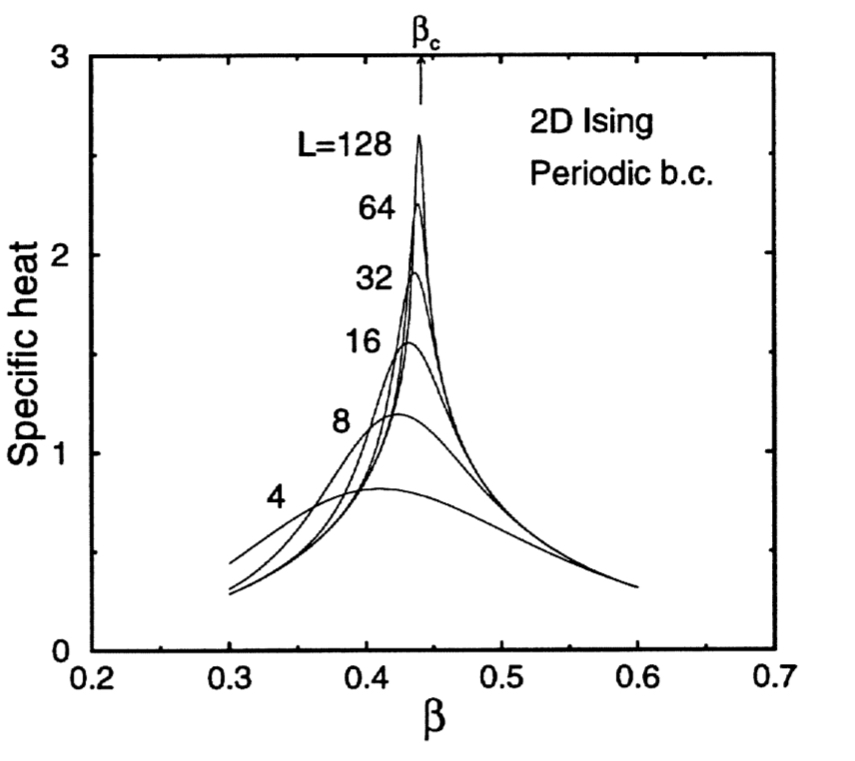 βc
3
L=128
2D Ising
Periodic b.c.
64
2
32
16
8
1
4
0
0.2 0.3 0.4 0.5 0.6 0.7
β
Specific heat